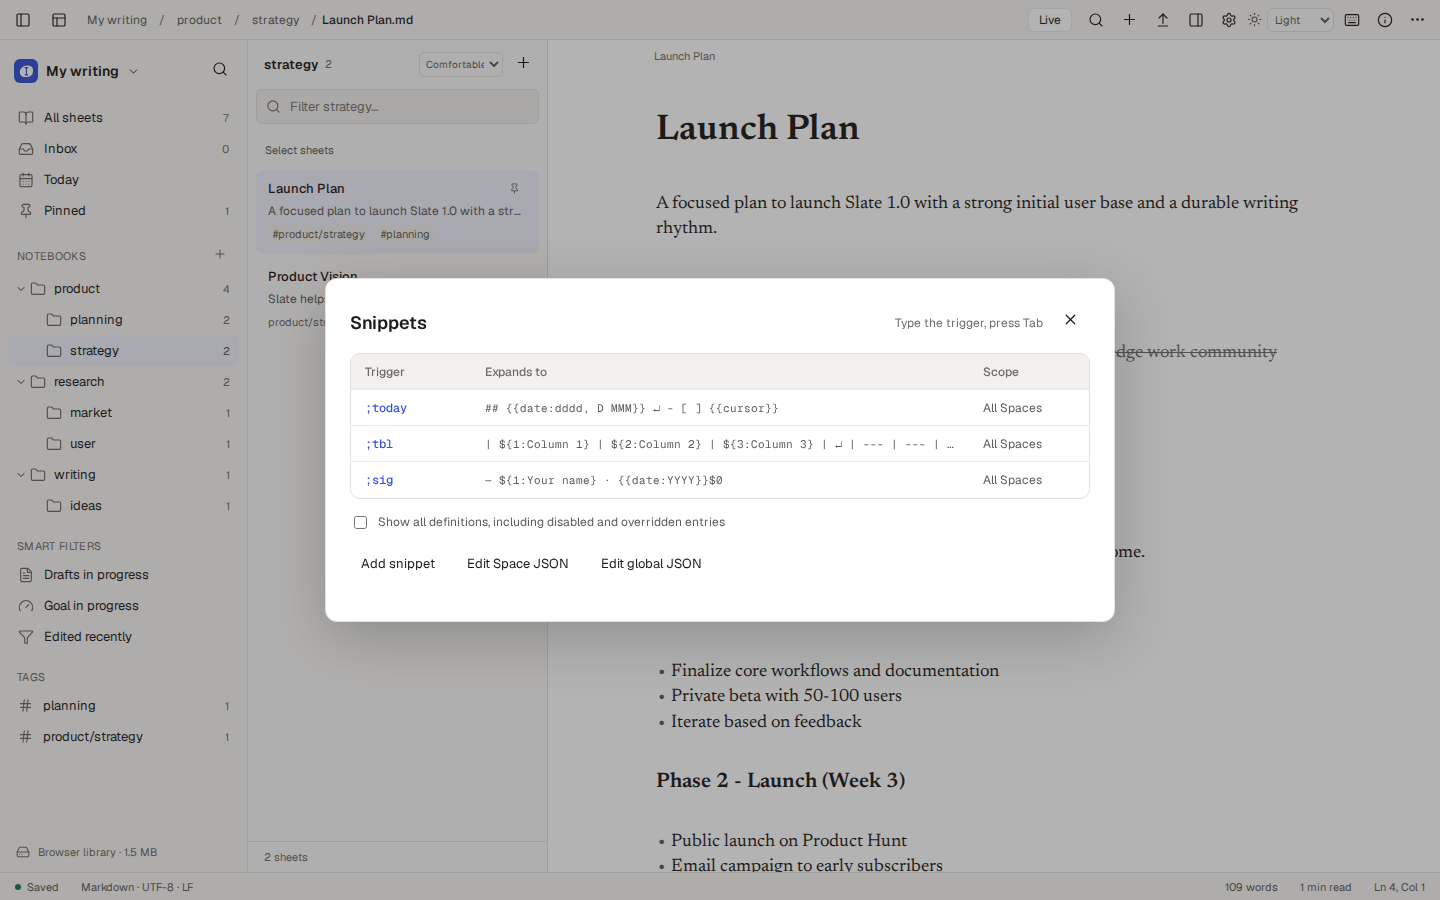 My writing / product / strategy / Launch Plan.md
Live
Light
My writing
All sheets 7
Inbox 0
Today
Pinned 1
NOTEBOOKS
product 4
planning 2
strategy 2
research 2
market 1
user 1
writing 1
ideas 1
SMART FILTERS
Drafts in progress
Goal in progress
Edited recently
TAGS
planning 1
product/strategy 1
Browser library · 1.5 MB
strategy 2
Comfortable
Filter strategy...
Select sheets
Launch Plan
A focused plan to launch Slate 1.0 with a str...
#product/strategy #planning
Product Vision
Slate help
product/str
2 sheets
Launch Plan
Launch Plan
A focused plan to launch Slate 1.0 with a strong initial user base and a durable writing
rhythm.
dge work community
ome.
• Finalize core workflows and documentation
• Private beta with 50-100 users
• Iterate based on feedback
Phase 2 - Launch (Week 3)
• Public launch on Product Hunt
• Email campaign to early subscribers
Snippets
Type the trigger, press Tab
Trigger Expands to Scope
;today ## {{date:dddd, D MMM}} ↵ - [ ] {{cursor}} All Spaces
;tbl | ${1:Column 1} | ${2:Column 2} | ${3:Column 3} | ↵ | --- | --- | … All Spaces
;sig — ${1:Your name} · {{date:YYYY}}$0 All Spaces
Show all definitions, including disabled and overridden entries
Add snippet Edit Space JSON Edit global JSON
Saved Markdown · UTF-8 · LF
109 words 1 min read Ln 4, Col 1